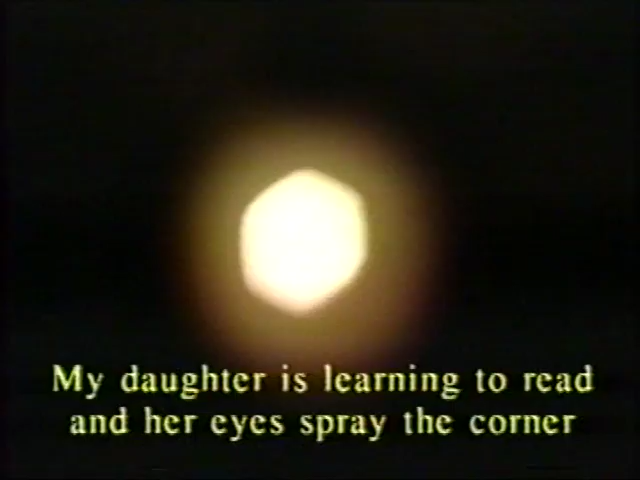 My daughter is learning to read
and her eyes spray the corner